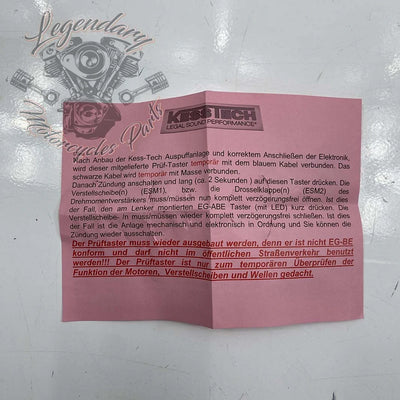 Legendary
Motorcycles Parts
KESSTECH
LEGAL SOUND PERFORMANCE
Nach Anbau der Kess-Tech Auspuffanlage und korrektem Anschließen der Elektronik,
wird dieser mitgelieferte Prüf-Taster temporär mit dem blauem Kabel verbunden. Das
schwarze Kabel wird temporär mit Masse verbunden.
Danach Zündung anschalten und lang (ca. 2 Sekunden ) auf diesen Taster drücken. Die
Verstellscheibe(n) (ESM1), bzw. die Drosselklappe(n) (ESM2) des
Drehmomentverstärkers muss/müssen nun komplett verzögerungsfrei öffnen. Ist dies
der Fall, den am Lenker montierten EG-ABE Taster (mit LED) kurz drücken. Die
Verstellscheibe- In muss/müssen wieder komplett verzögerungsfrei schließen. Ist dies
der Fall ist die Anlage mechanisch und elektronisch in Ordnung und Sie können die
Zündung wieder ausschalten.
Der Prüftaster muss wieder ausgebaut werden, denn er ist nicht EG-BE
konform und darf nicht im öffentlichen Straßenverkehr benutzt
werden!!! Der Prüftaster ist nur zum temporären Überprüfen der
Funktion der Motoren, Verstellscheiben und Wellen gedacht.